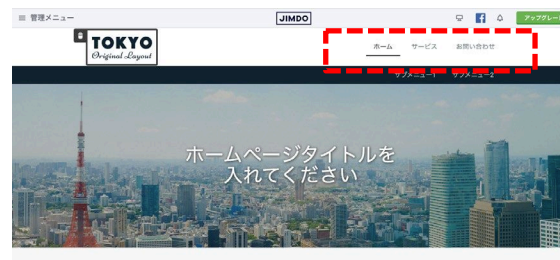 管理メニュー
JIMDO
アップグレー
TOKYO
Original Layout
ホーム サービス お問い合わせ
サブメニュー1 サブメニュー2
ホームページタイトルを
入れてください